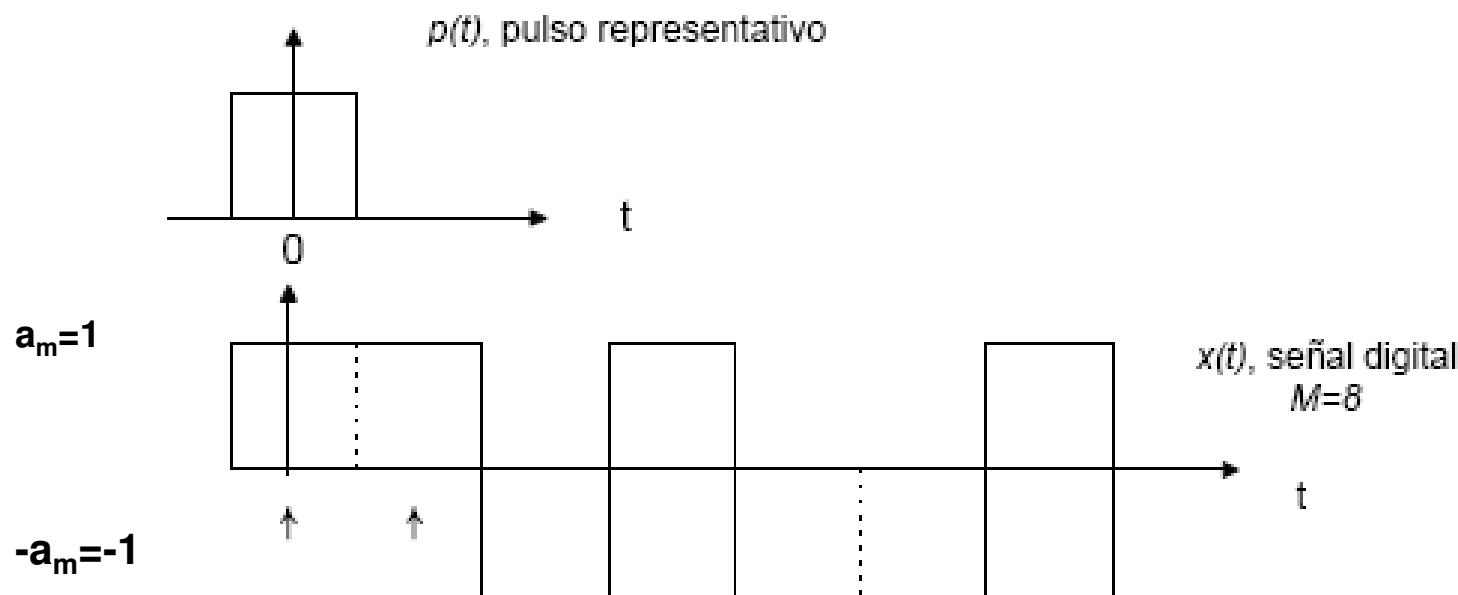 p(t), pulso representativo
t
0
aₘ=1
x(t), señal digital
M=8
t
-aₘ=-1